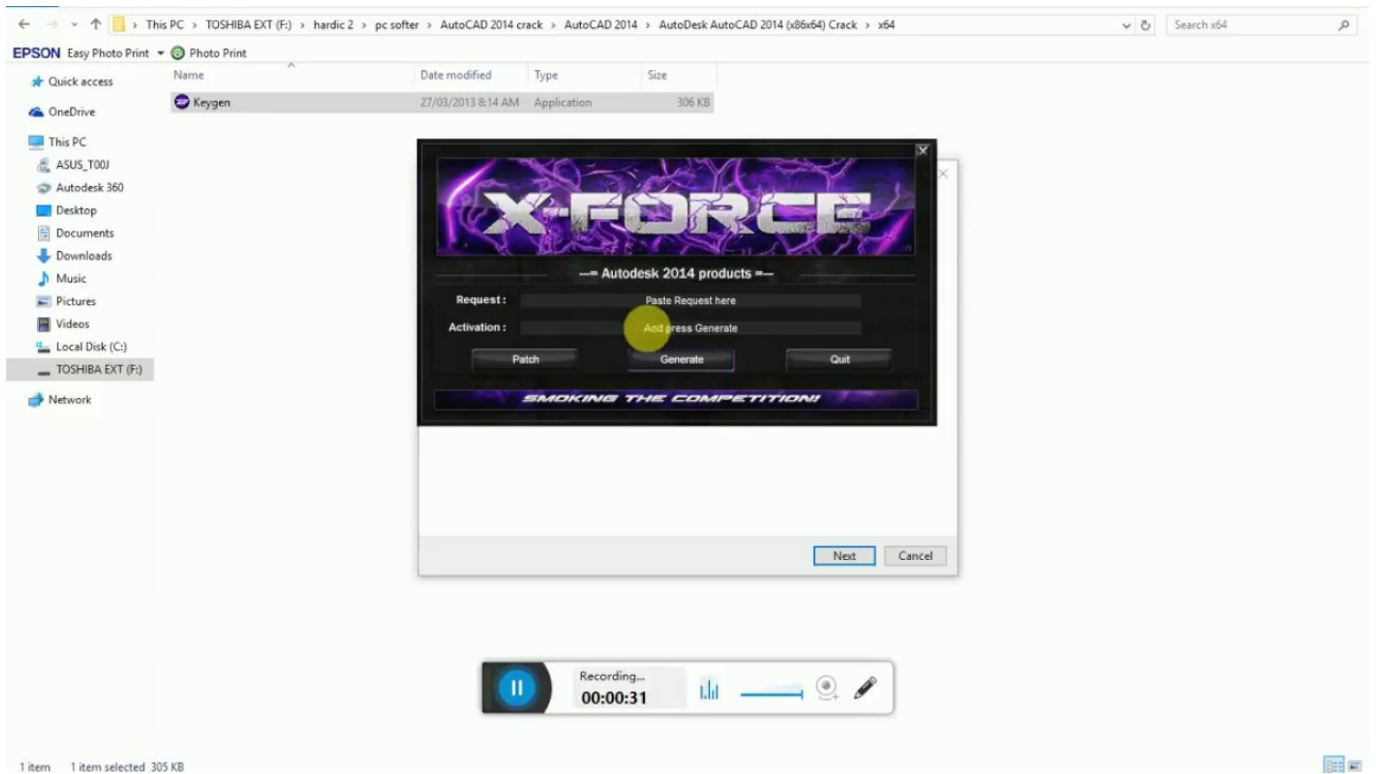 This PC > TOSHIBA EXT (F:) > hardic 2 > pc softer > AutoCAD 2014 crack > AutoCAD 2014 > AutoDesk AutoCAD 2014 (x86x64) Crack > x64
Search x64
EPSON Easy Photo Print Photo Print
Name Date modified Type Size
Keygen 27/03/2013 8:14 AM Application 306 KB
Quick access
OneDrive
This PC
ASUS_T00J
Autodesk 360
Desktop
Documents
Downloads
Music
Pictures
Videos
Local Disk (C:)
TOSHIBA EXT (F:)
Network
X-FORCE
---= Autodesk 2014 products =---
Request : Paste Request here
Activation : And press Generate
Patch Generate Quit
SMOKING THE COMPETITION!
Next Cancel
Recording...
00:00:31
1 item 1 item selected 305 KB